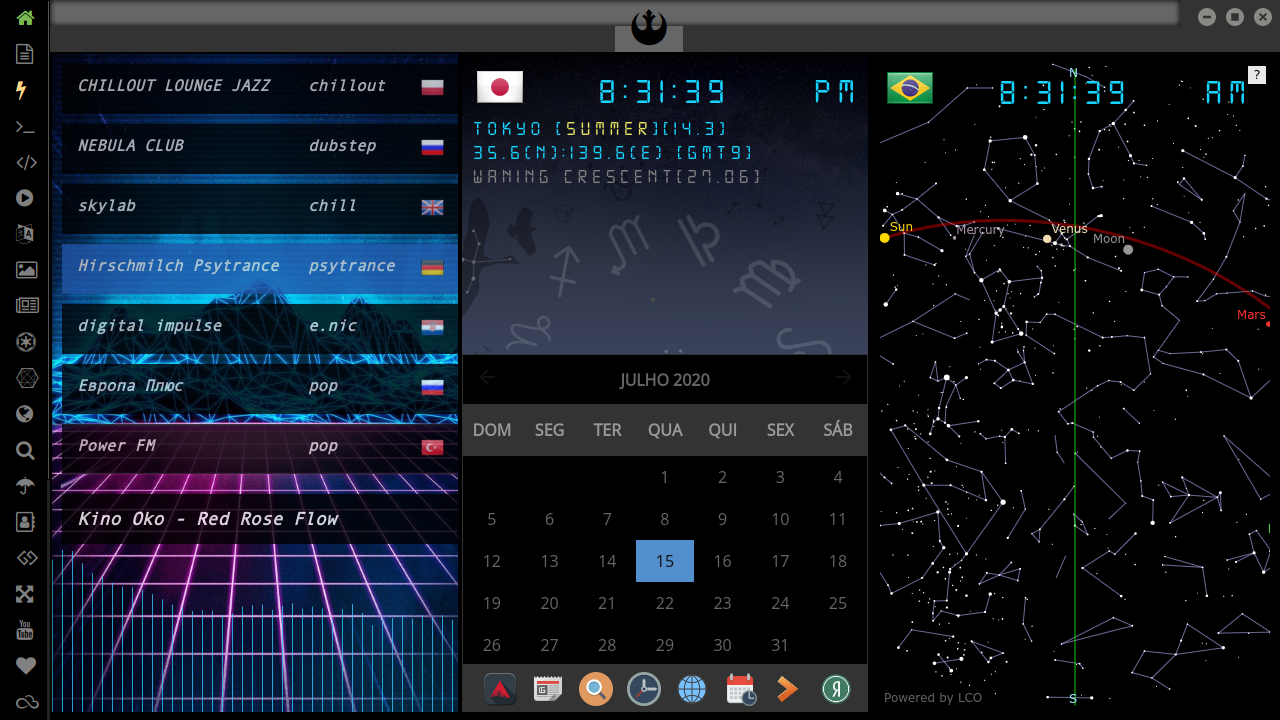 CHILLOUT LOUNGE JAZZ chillout
NEBULA CLUB dubstep
skylab chill
Hirschmilch Psytrance psytrance
digital impulse e.nic
Европа Плюс pop
Power FM pop
Kino Oko - Red Rose Flow
8:31:39 PM
TOKYO [SUMMER][14.3]
35.6(N):139.6(E) [GMT9]
WANING CRESCENT[27.06]
JULHO 2020
DOM SEG TER QUA QUI SEX SÁB
1 2 3 4
5 6 7 8 9 10 11
12 13 14 15 16 17 18
19 20 21 22 23 24 25
26 27 28 29 30 31
8:31:39 AM
?
N
Sun
Mercury
Venus
Moon
Mars
S
Powered by LCO
You
Tube
Я